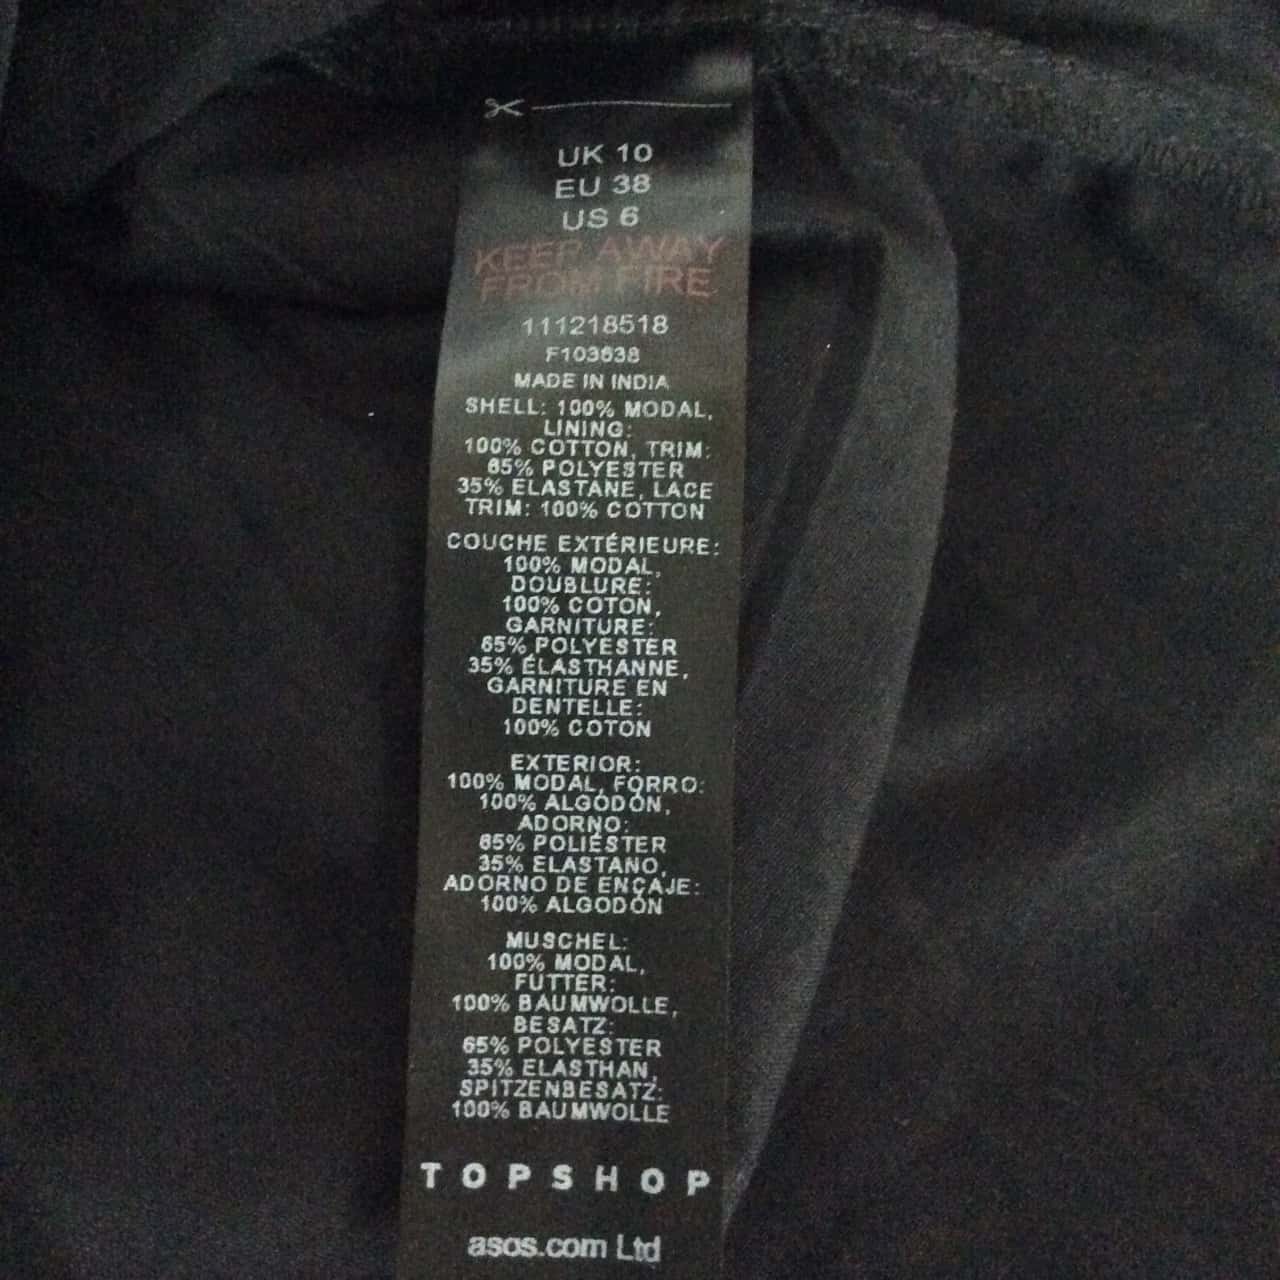 UK 10
EU 38
US 6
KEEP AWAY
FROM FIRE
111218518
F103638
MADE IN INDIA
SHELL: 100% MODAL,
LINING:
100% COTTON, TRIM:
65% POLYESTER
35% ELASTANE, LACE
TRIM: 100% COTTON
COUCHE EXTÉRIEURE:
100% MODAL,
DOUBLURE:
100% COTON,
GARNITURE:
65% POLYESTER
35% ÉLASTHANNE,
GARNITURE EN
DENTELLE:
100% COTON
EXTERIOR:
100% MODAL, FORRO:
100% ALGODÓN,
ADORNO:
65% POLIÉSTER
35% ELASTANO,
ADORNO DE ENCAJE:
100% ALGODÓN
MUSCHEL:
100% MODAL,
FUTTER:
100% BAUMWOLLE,
BESATZ:
65% POLYESTER
35% ELASTHAN,
SPITZENBESATZ:
100% BAUMWOLLE
TOPSHOP
asos.com Ltd